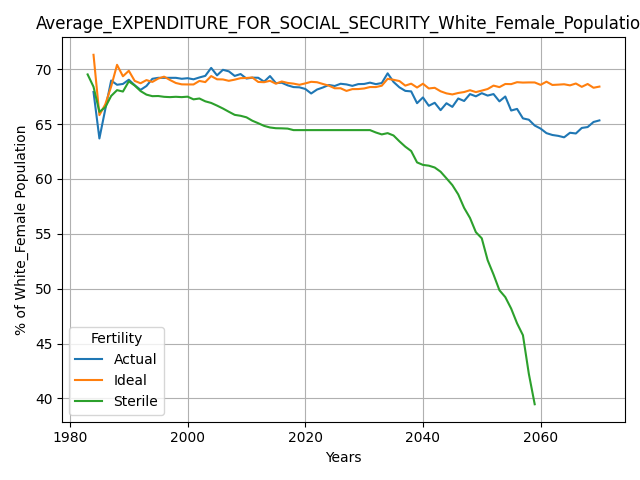 Average_EXPENDITURE_FOR_SOCIAL_SECURITY_White_Female_Populatio
% of White_Female Population
70
65
60
55
50
45
40
Fertility
Actual
Ideal
Sterile
1980
2000
2020
2040
2060
Years